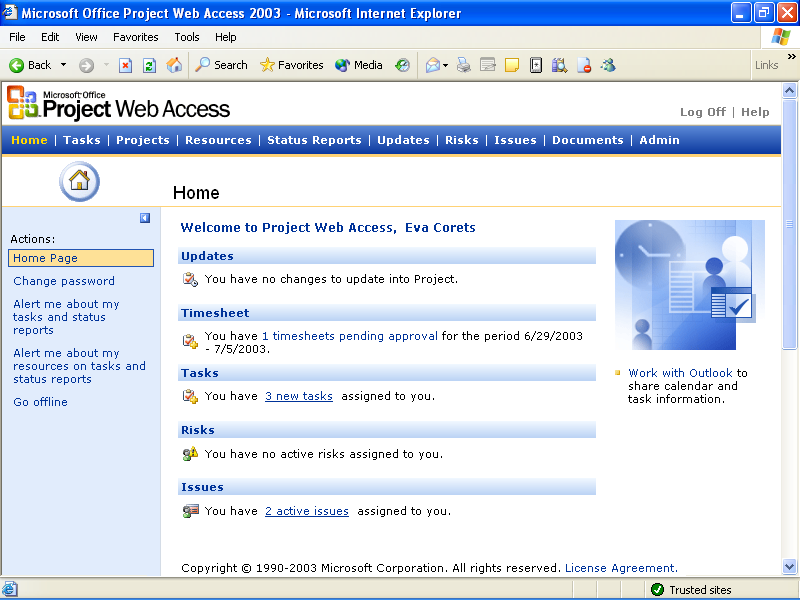 Microsoft Office Project Web Access 2003 - Microsoft Internet Explorer
File Edit View Favorites Tools Help
Back Search Favorites Media Links »
Microsoft Office
Project Web Access
Log Off | Help
Home | Tasks | Projects | Resources | Status Reports | Updates | Risks | Issues | Documents | Admin
Home
Actions:
Home Page
Change password
Alert me about my
tasks and status
reports
Alert me about my
resources on tasks and
status reports
Go offline
Welcome to Project Web Access, Eva Corets
Updates
You have no changes to update into Project.
Timesheet
You have 1 timesheets pending approval for the period 6/29/2003
- 7/5/2003.
Tasks
You have 3 new tasks assigned to you.
Risks
You have no active risks assigned to you.
Issues
You have 2 active issues assigned to you.
Work with Outlook to
share calendar and
task information.
Copyright © 1990-2003 Microsoft Corporation. All rights reserved. License Agreement.
Trusted sites